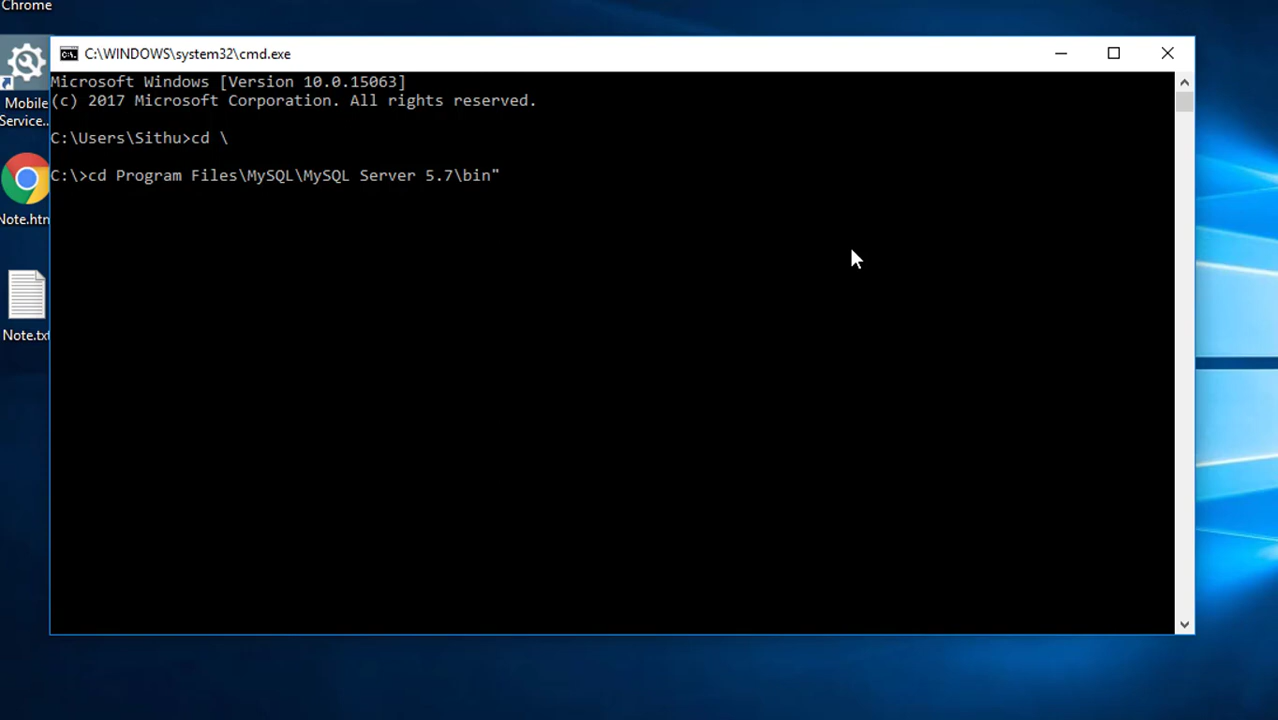 Chrome
C:\WINDOWS\system32\cmd.exe
Microsoft Windows [Version 10.0.15063]
(c) 2017 Microsoft Corporation. All rights reserved.
C:\Users\Sithu>cd \
C:\>cd Program Files\MySQL\MySQL Server 5.7\bin"
Mobile
Service...
Note.htm
Note.txt